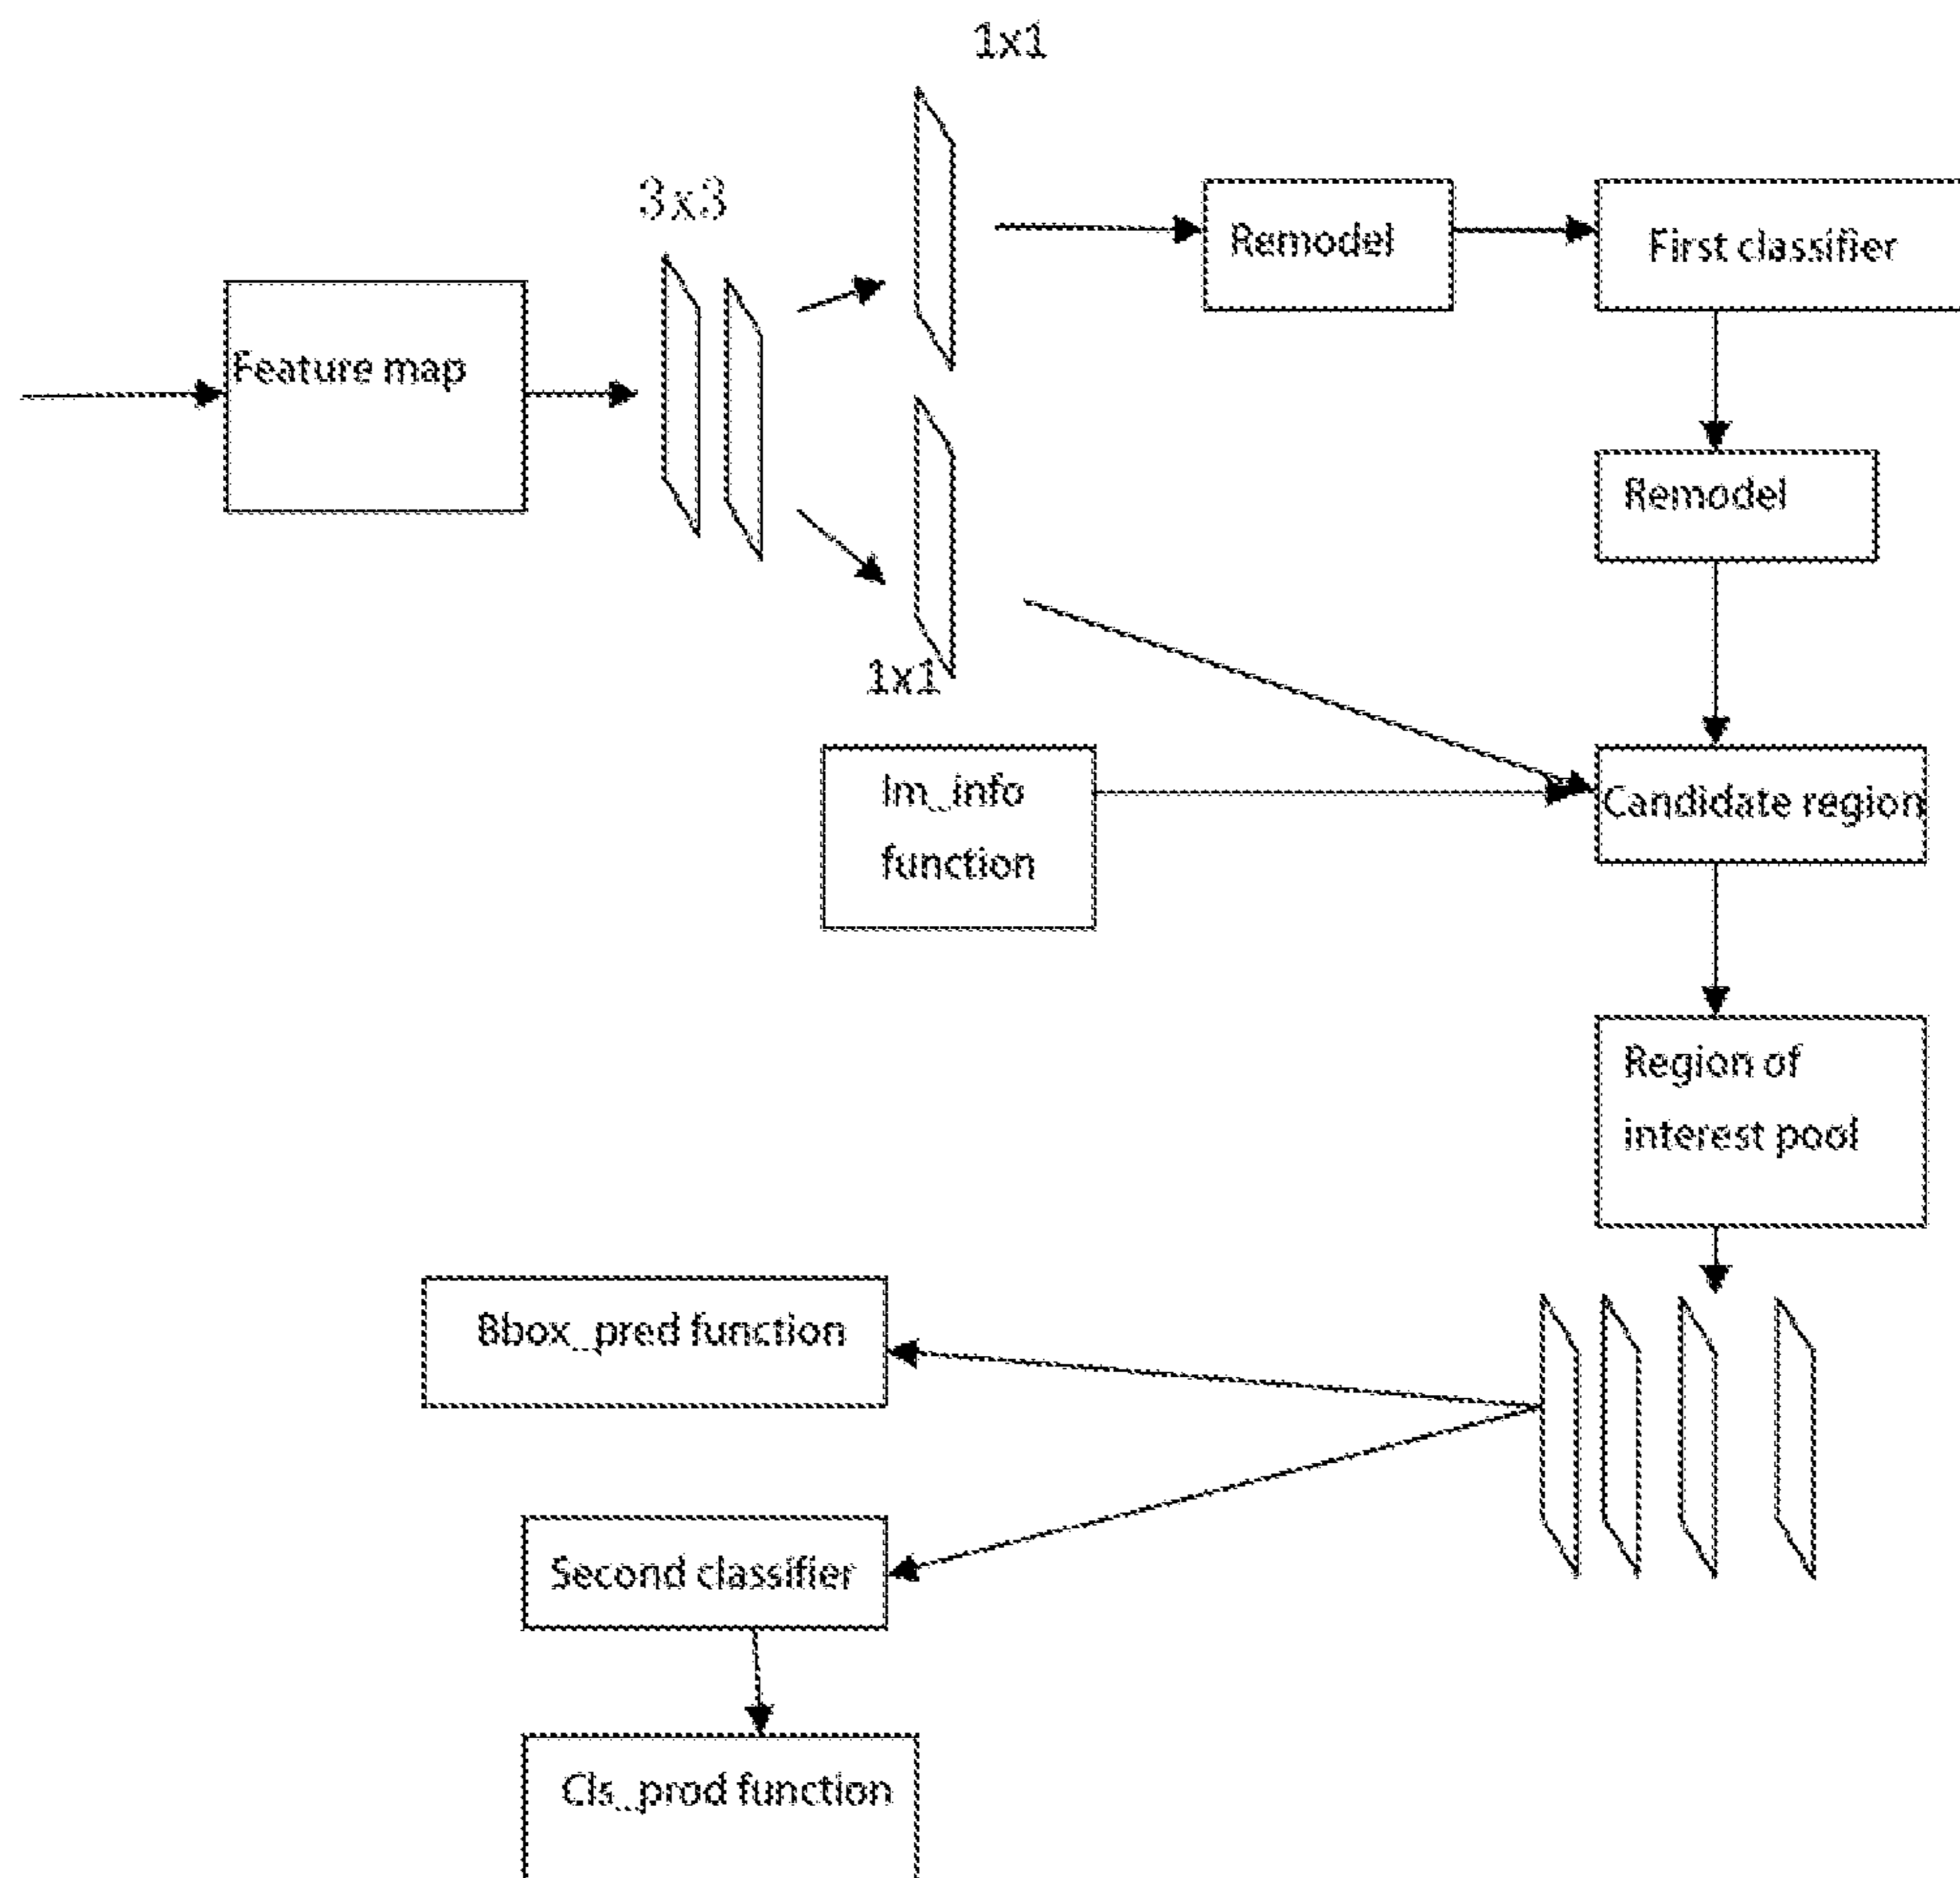 1x1
3x3
Remodel
First classifier
Feature map
Remodel
1x1
Im_info
function
Candidate region
Region of
interest pool
Bbox_pred function
Second classifier
Cls_prod function